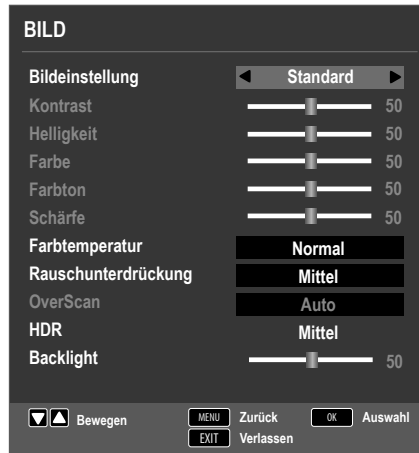 BILD
Bildeinstellung Standard
Kontrast 50
Helligkeit 50
Farbe 50
Farbton 50
Schärfe 50
Farbtemperatur Normal
Rauschunterdrückung Mittel
OverScan Auto
HDR Mittel
Backlight 50
Bewegen MENU Zurück OK Auswahl
EXIT Verlassen